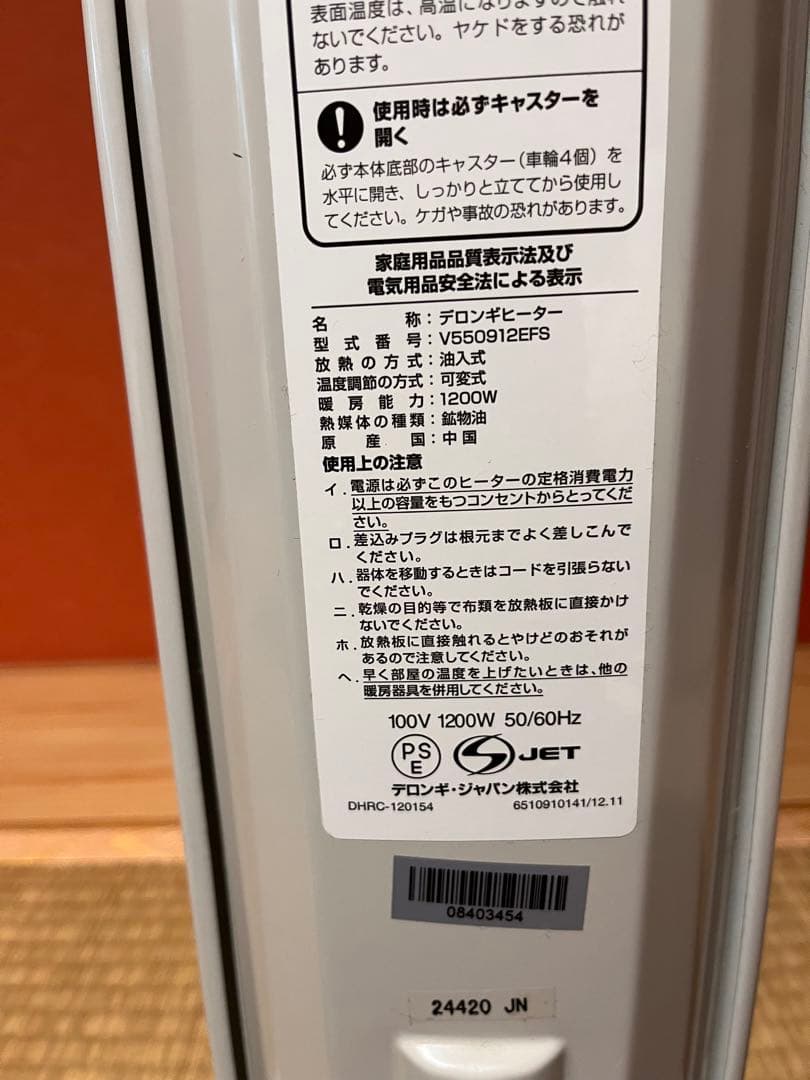 表面温度は、高温になりますので触れ
ないでください。ヤケドをする恐れが
あります。
使用時は必ずキャスターを
開く
必ず本体底部のキャスター(車輪4個)を
水平に開き、しっかりと立ててから使用し
てください。ケガや事故の恐れがあります。
家庭用品品質表示法及び
電気用品安全法による表示
名称:デロンギヒーター
型式番号:V550912EFS
放熱の方式:油入式
温度調節の方式:可変式
暖房能力:1200W
熱媒体の種類:鉱物油
原産国:中国
使用上の注意
イ.電源は必ずこのヒーターの定格消費電力
以上の容量をもつコンセントからとってくだ
さい。
ロ.差込みプラグは根元までよく差しこんで
ください。
ハ.器体を移動するときはコードを引張らない
でください。
ニ.乾燥の目的等で布類を放熱板に直接かけ
ないでください。
ホ.放熱板に直接触れるとやけどのおそれが
あるので注意してください。
ヘ.早く部屋の温度を上げたいときは、他の
暖房器具を併用してください。
100V 1200W 50/60Hz
PS
E
S JET
デロンギ・ジャパン株式会社
DHRC-120154 6510910141/12.11
08403454
24420 JN